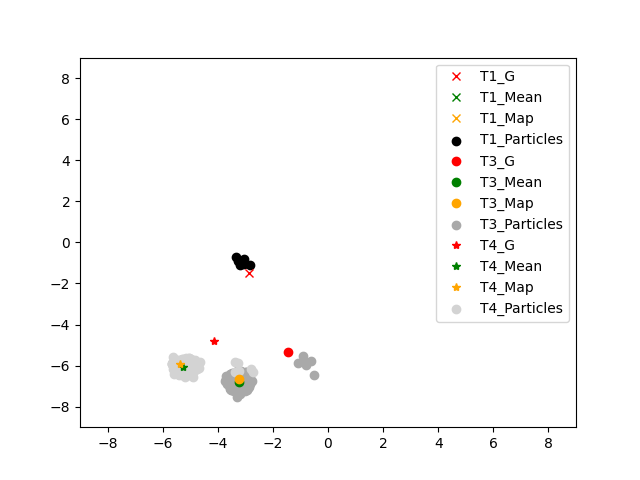 8
6
4
2
0
−2
−4
−6
−8
−8 −6 −4 −2 0 2 4 6 8
T1_G
T1_Mean
T1_Map
T1_Particles
T3_G
T3_Mean
T3_Map
T3_Particles
T4_G
T4_Mean
T4_Map
T4_Particles